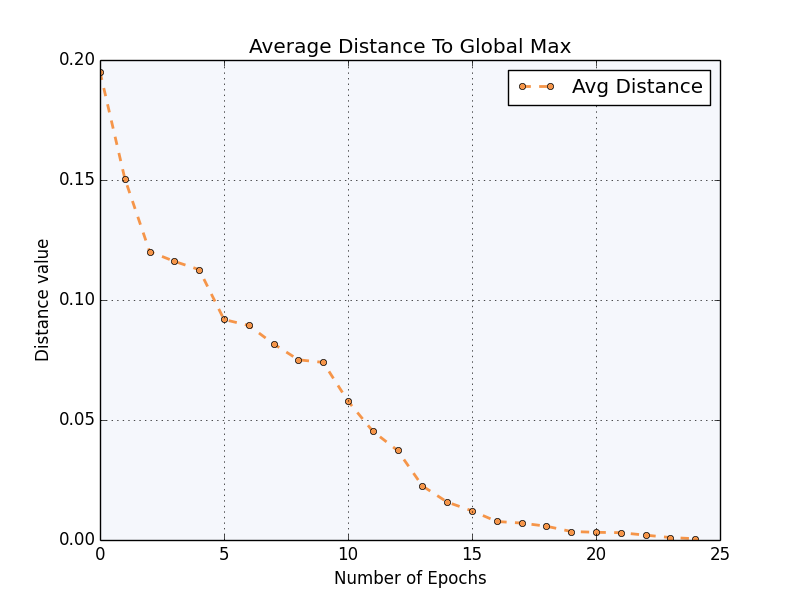 Average Distance To Global Max
Avg Distance
Distance value
0.20
0.15
0.10
0.05
0.00
0 5 10 15 20 25
Number of Epochs